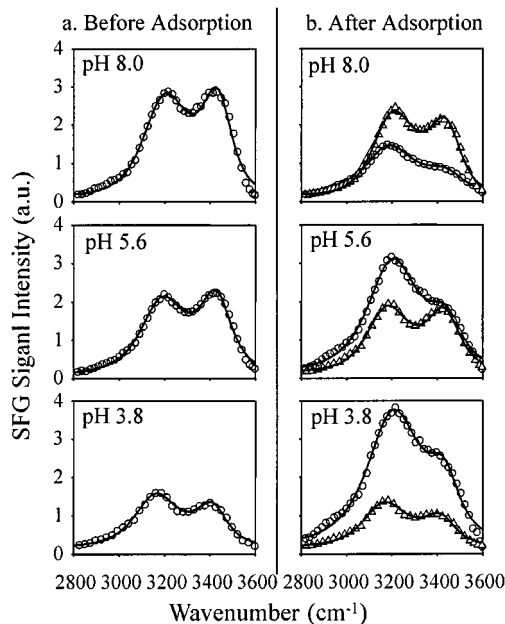 a. Before Adsorption
b. After Adsorption
SFG Siganl Intensity (a.u.)
4
pH 8.0
3
2
1
0
pH 8.0
4
pH 5.6
3
2
1
0
pH 5.6
4
pH 3.8
3
2
1
0
pH 3.8
2800 3000 3200 3400 3600
2800 3000 3200 3400 3600
Wavenumber (cm⁻¹)